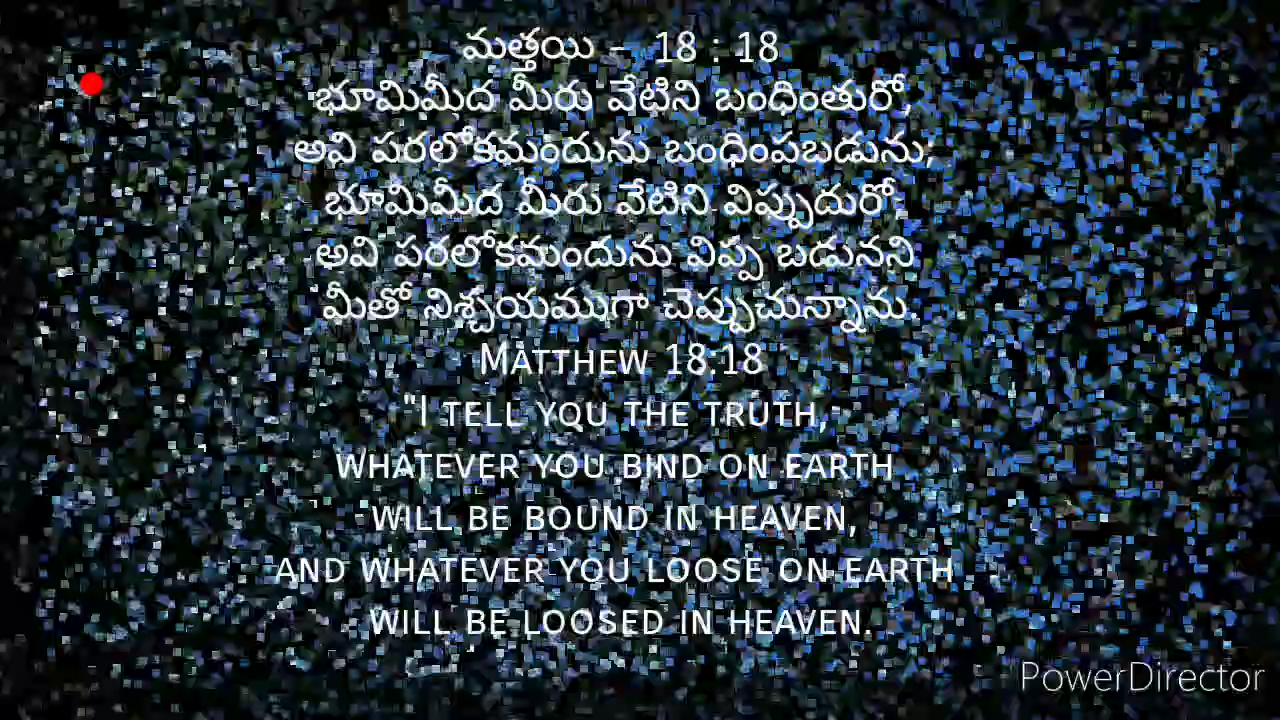 మత్తయి - 18 : 18
భూమిమీద మీరు వేటిని బంధింతురో,
అవి పరలోకమందును బంధింపబడును;
భూమిమీద మీరు వేటిని విప్పుదురో,
అవి పరలోకమందును విప్ప బడునని
మీతో నిశ్చయముగా చెప్పుచున్నాను.
MATTHEW 18:18
"I TELL YOU THE TRUTH,
WHATEVER YOU BIND ON EARTH
WILL BE BOUND IN HEAVEN,
AND WHATEVER YOU LOOSE ON EARTH
WILL BE LOOSED IN HEAVEN.
PowerDirector